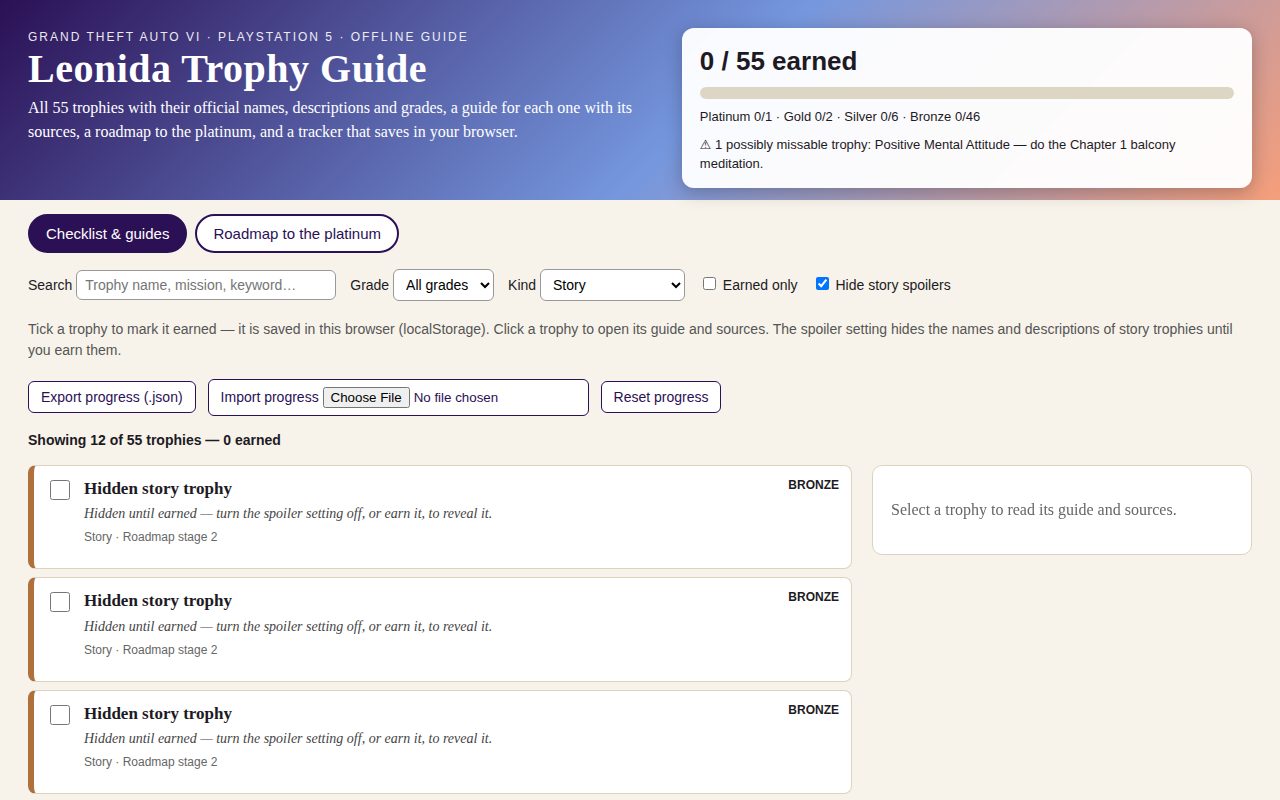 GRAND THEFT AUTO VI · PLAYSTATION 5 · OFFLINE GUIDE
Leonida Trophy Guide
All 55 trophies with their official names, descriptions and grades, a guide for each one with its
sources, a roadmap to the platinum, and a tracker that saves in your browser.
0 / 55 earned
Platinum 0/1 · Gold 0/2 · Silver 0/6 · Bronze 0/46
⚠ 1 possibly missable trophy: Positive Mental Attitude — do the Chapter 1 balcony
meditation.
Checklist & guides
Roadmap to the platinum
Search Trophy name, mission, keyword… Grade All grades Kind Story Earned only Hide story spoilers
Tick a trophy to mark it earned — it is saved in this browser (localStorage). Click a trophy to open its guide and sources. The spoiler setting hides the names and descriptions of story trophies until
you earn them.
Export progress (.json) Import progress Choose File No file chosen Reset progress
Showing 12 of 55 trophies — 0 earned
Hidden story trophy BRONZE
Hidden until earned — turn the spoiler setting off, or earn it, to reveal it.
Story · Roadmap stage 2
Select a trophy to read its guide and sources.
Hidden story trophy BRONZE
Hidden until earned — turn the spoiler setting off, or earn it, to reveal it.
Story · Roadmap stage 2
Hidden story trophy BRONZE
Hidden until earned — turn the spoiler setting off, or earn it, to reveal it.
Story · Roadmap stage 2